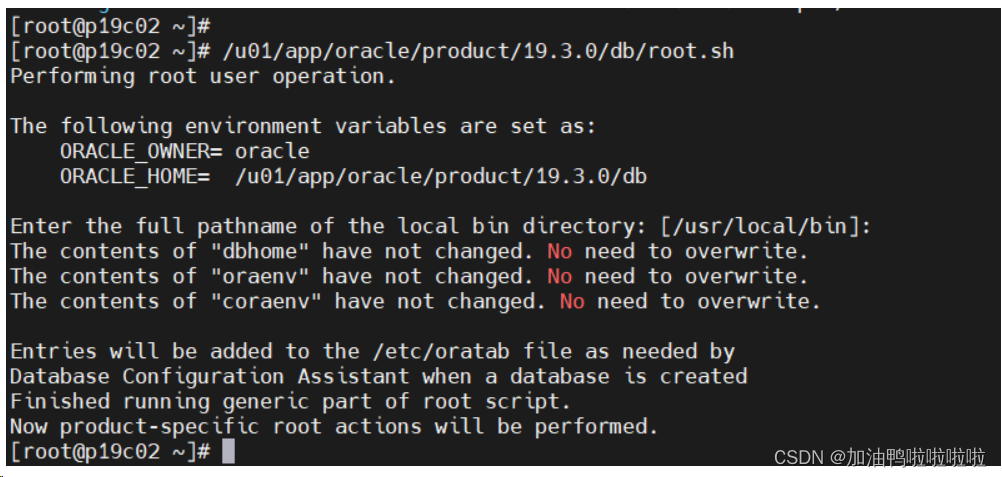 [root@p19c02 ~]#
[root@p19c02 ~]# /u01/app/oracle/product/19.3.0/db/root.sh
Performing root user operation.
The following environment variables are set as:
ORACLE_OWNER= oracle
ORACLE_HOME=  /u01/app/oracle/product/19.3.0/db
Enter the full pathname of the local bin directory: [/usr/local/bin]:
The contents of "dbhome" have not changed. No need to overwrite.
The contents of "oraenv" have not changed. No need to overwrite.
The contents of "coraenv" have not changed. No need to overwrite.
Entries will be added to the /etc/oratab file as needed by
Database Configuration Assistant when a database is created
Finished running generic part of root script.
Now product-specific root actions will be performed.
[root@p19c02 ~]#
CSDN @加油鸭啦啦啦啦